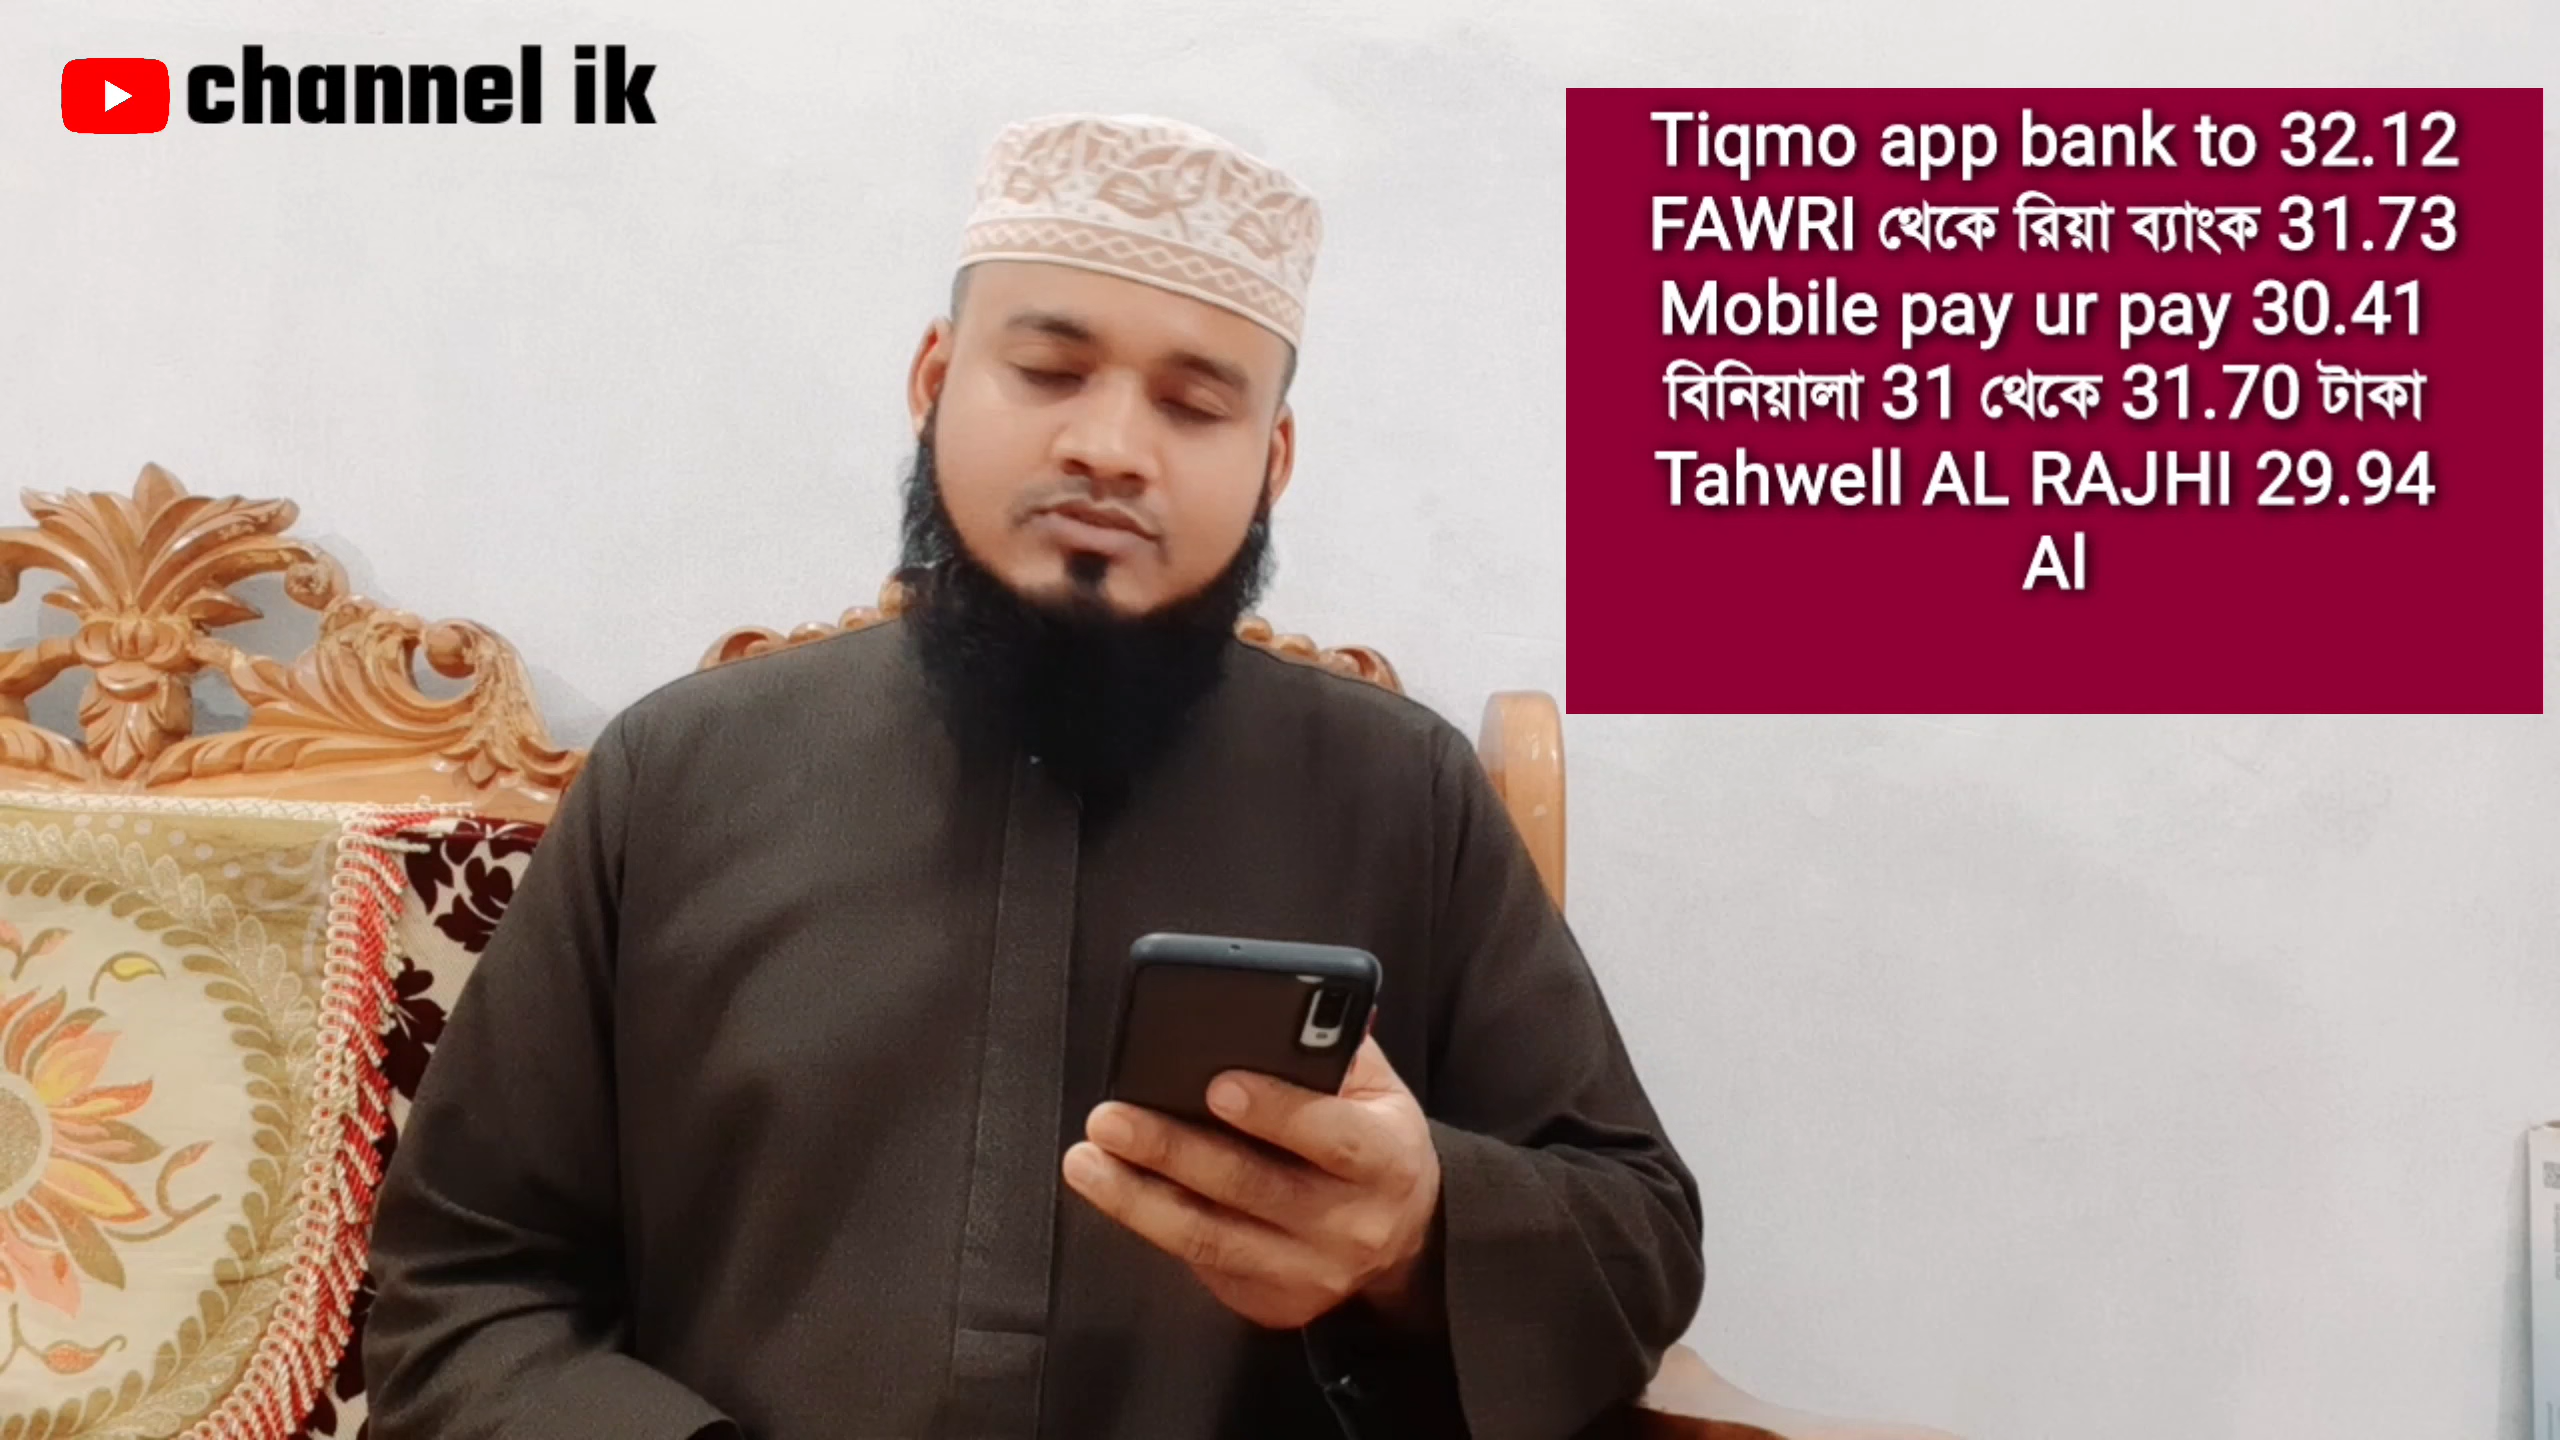 channel ik
Tiqmo app bank to 32.12
FAWRI থেকে রিয়া ব্যাংক 31.73
Mobile pay ur pay 30.41
বিনিয়ালা 31 থেকে 31.70 টাকা
Tahwell AL RAJHI 29.94
Al